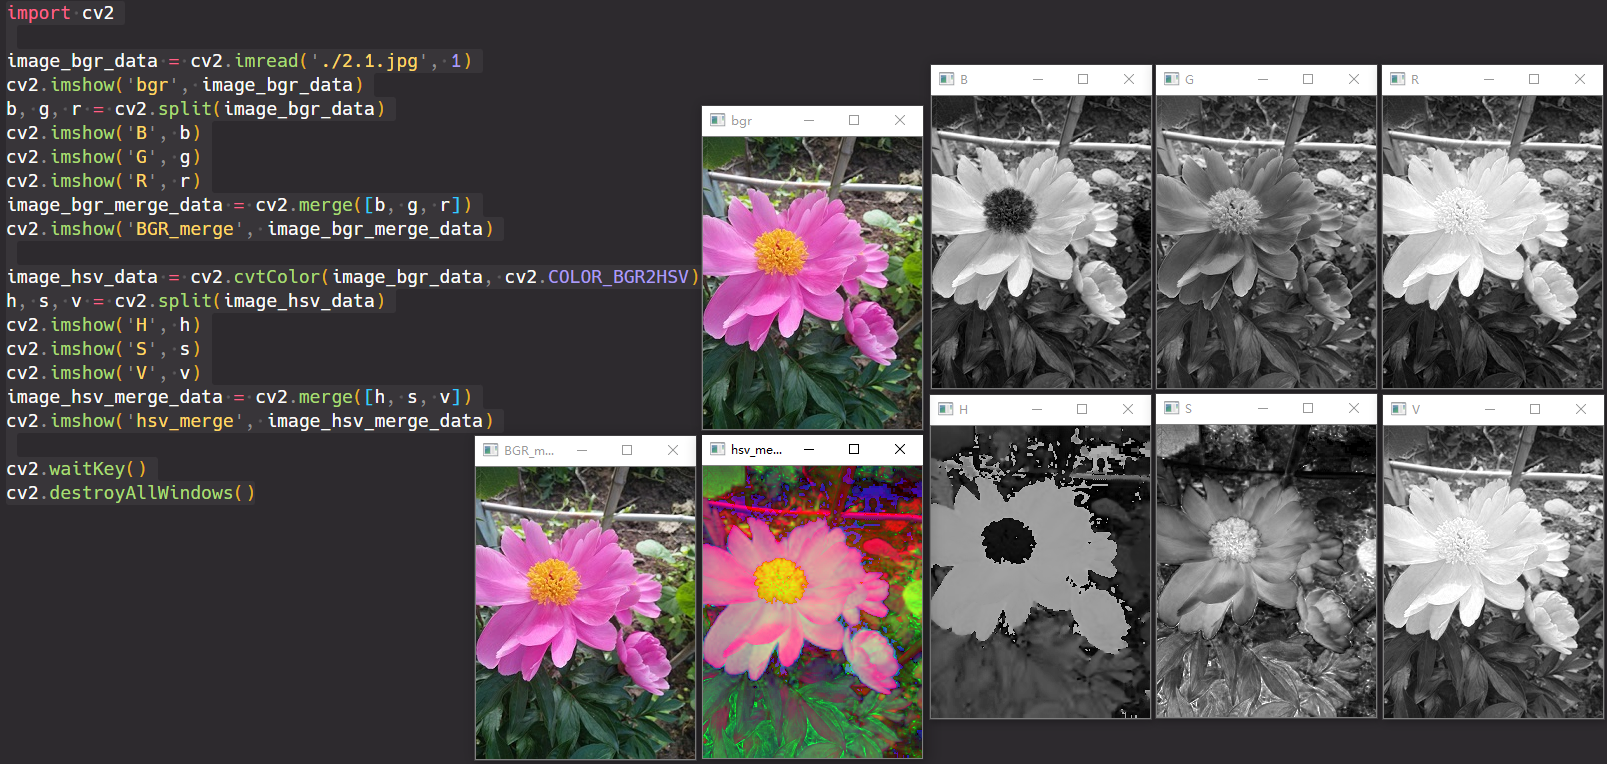 import cv2
image_bgr_data = cv2.imread('./2.1.jpg', 1)
cv2.imshow('bgr', image_bgr_data)
b, g, r = cv2.split(image_bgr_data)
cv2.imshow('B', b)
cv2.imshow('G', g)
cv2.imshow('R', r)
image_bgr_merge_data = cv2.merge([b, g, r])
cv2.imshow('BGR_merge', image_bgr_merge_data)
image_hsv_data = cv2.cvtColor(image_bgr_data, cv2.COLOR_BGR2HSV)
h, s, v = cv2.split(image_hsv_data)
cv2.imshow('H', h)
cv2.imshow('S', s)
cv2.imshow('V', v)
image_hsv_merge_data = cv2.merge([h, s, v])
cv2.imshow('hsv_merge', image_hsv_merge_data)
cv2.waitKey()
cv2.destroyAllWindows()
bgr
B
G
R
BGR_m...
hsv_me...
H
S
V